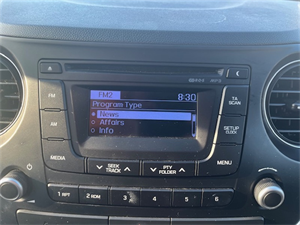 FM2 8:30
Program Type
News
Affairs
Info
FM
AM
MEDIA
TA
SCAN
SETUP
CLOCK
MENU
SEEK
TRACK
PTY
FOLDER
1 RPT 2 RDM 3 4 5 6